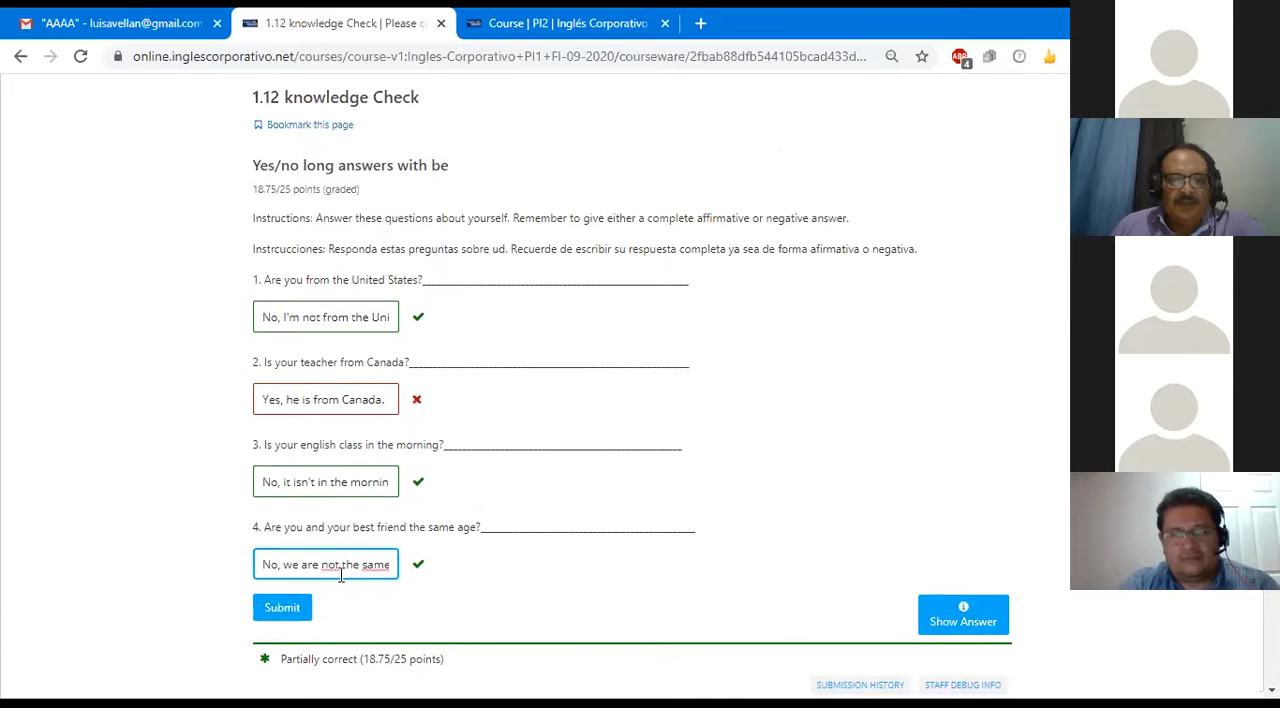 "AAAA" - luisavellan@gmail.com
1.12 knowledge Check | Please c
Course | PI2 | Inglés Corporativo
online.inglescorporativo.net/courses/course-v1:Ingles-Corporativo+PI1+FI-09-2020/courseware/2fbab88dfb544105bcad433d...
4
1.12 knowledge Check
Bookmark this page
Yes/no long answers with be
18.75/25 points (graded)
Instructions: Answer these questions about yourself. Remember to give either a complete affirmative or negative answer.
Instrcucciones: Responda estas preguntas sobre ud. Recuerde de escribir su respuesta completa ya sea de forma afirmativa o negativa.
1. Are you from the United States?
No, I'm not from the Uni
2. Is your teacher from Canada?
Yes, he is from Canada.
3. Is your english class in the morning?
No, it isn't in the mornin
4. Are you and your best friend the same age?
No, we are not the same
Submit
Show Answer
Partially correct (18.75/25 points)
SUBMISSION HISTORY
STAFF DEBUG INFO